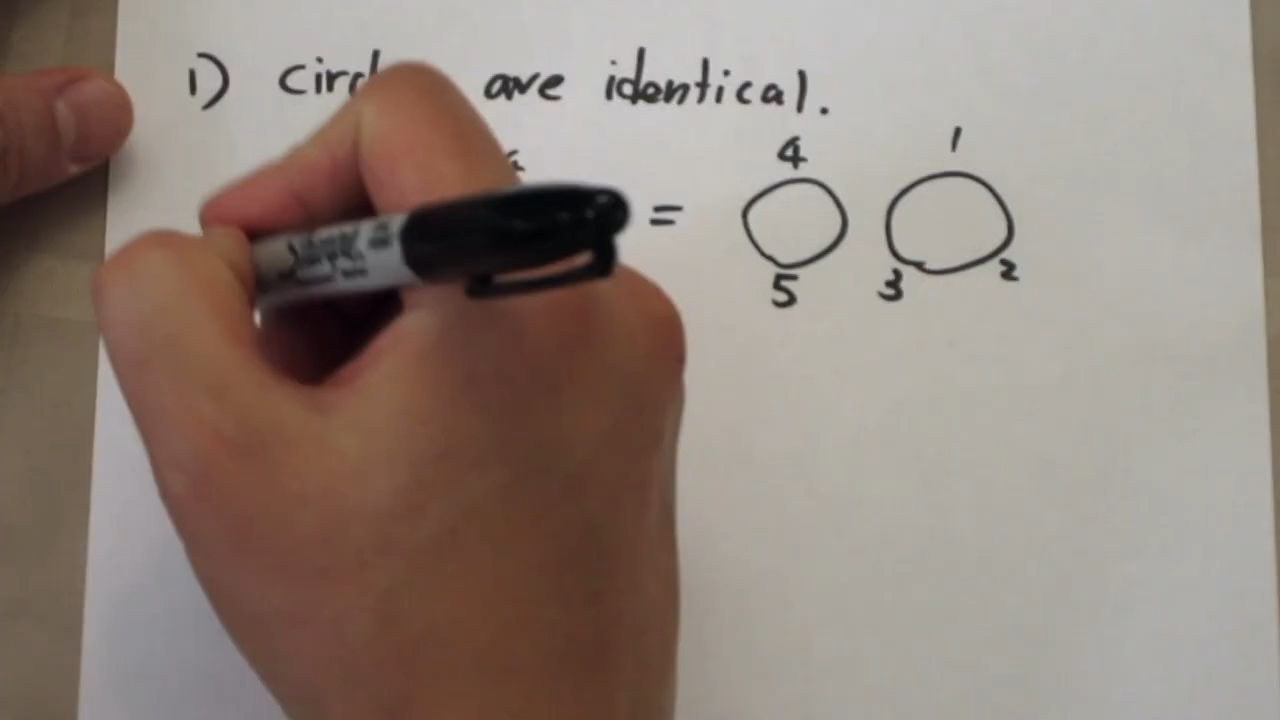 1) are identical.
4 1
=
5 3 2